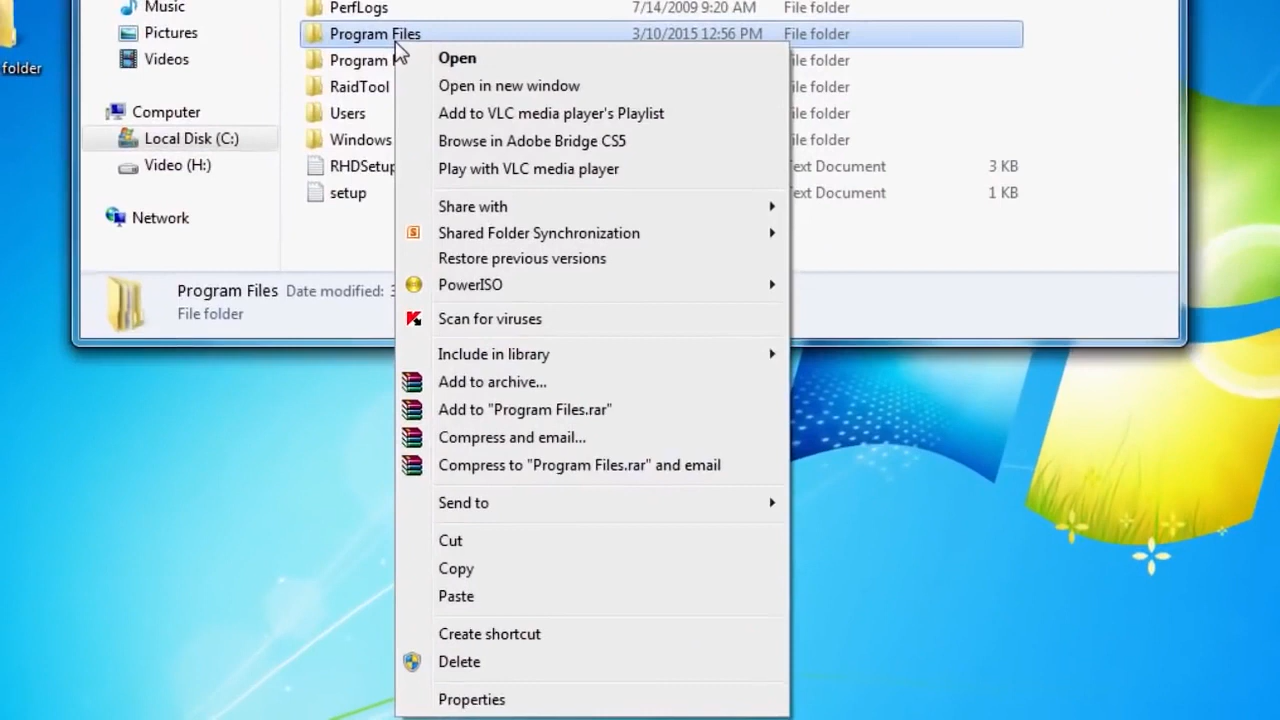 Music
PerfLogs 7/14/2009 9:20 AM File folder
Pictures
Program Files 3/10/2015 12:56 PM File folder
folder
Videos
Program file folder
RaidTool file folder
Computer
Users file folder
Local Disk (C:)
Windows file folder
Video (H:)
RHDSetup Text Document 3 KB
setup Text Document 1 KB
Network
Program Files Date modified: 3
File folder
Open
Open in new window
Add to VLC media player's Playlist
Browse in Adobe Bridge CS5
Play with VLC media player
Share with
Shared Folder Synchronization
Restore previous versions
PowerISO
Scan for viruses
Include in library
Add to archive...
Add to "Program Files.rar"
Compress and email...
Compress to "Program Files.rar" and email
Send to
Cut
Copy
Paste
Create shortcut
Delete
Properties